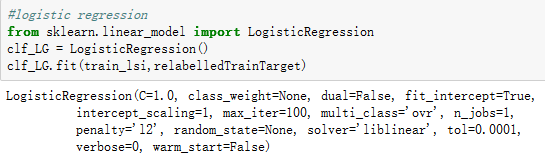 #logistic regression
from sklearn.linear_model import LogisticRegression
clf_LG = LogisticRegression()
clf_LG.fit(train_lsi,relabelledTrainTarget)
LogisticRegression(C=1.0, class_weight=None, dual=False, fit_intercept=True,
intercept_scaling=1, max_iter=100, multi_class='ovr', n_jobs=1,
penalty='l2', random_state=None, solver='liblinear', tol=0.0001,
verbose=0, warm_start=False)